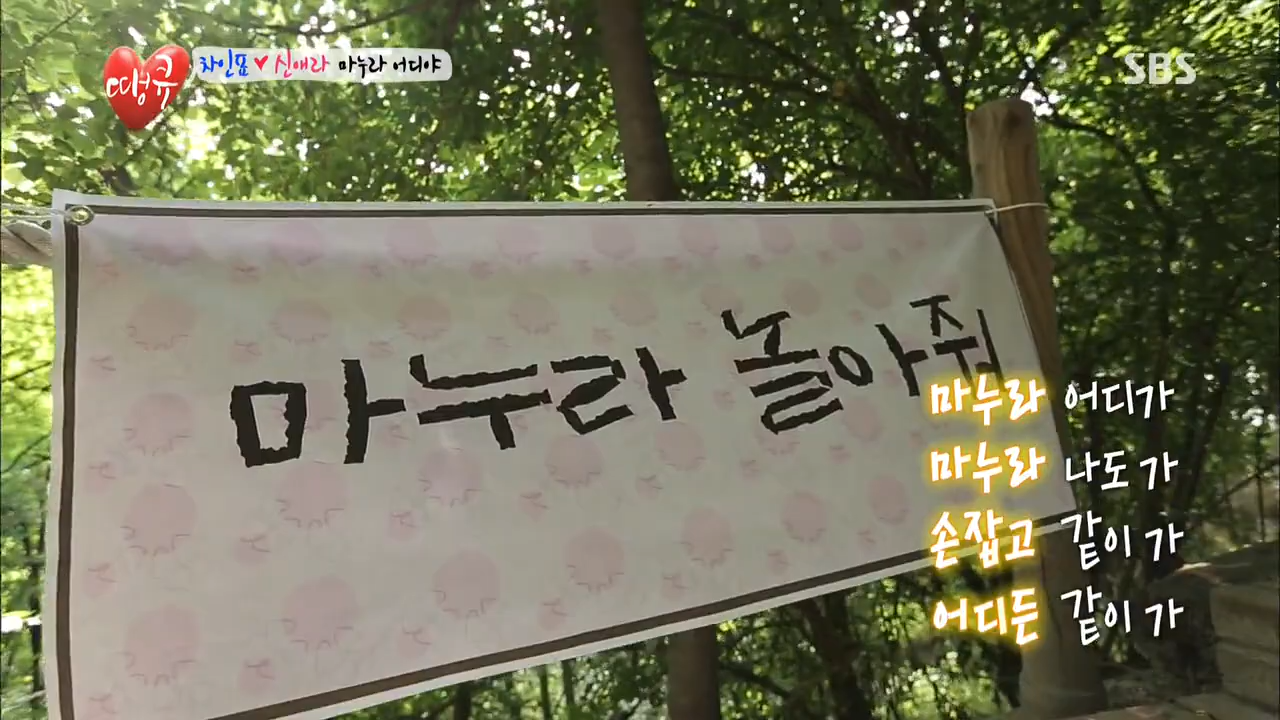 땡큐
차인표 ♥ 신애라 마누라 어디야
SBS
마누라 놀아줘
마누라 어디가
마누라 나도 가
손잡고 같이 가
어디든 같이 가